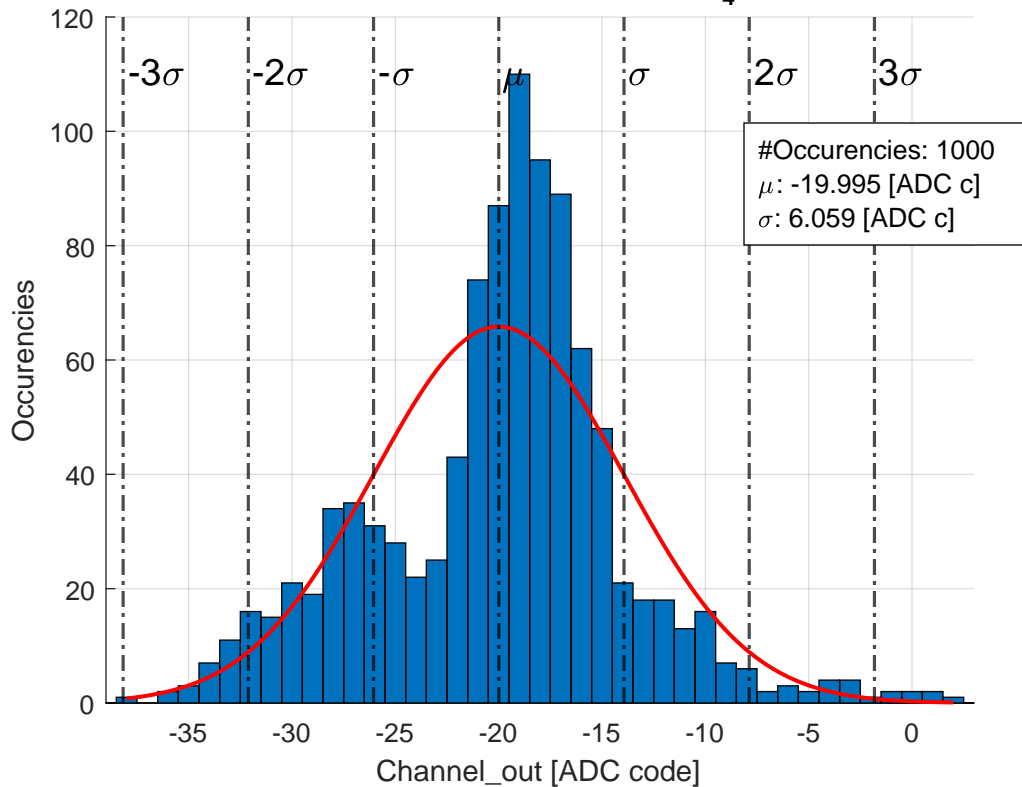 4
120
100
80
60
40
20
0
-3σ -2σ -σ μ σ 2σ 3σ
#Occurencies: 1000
μ: -19.995 [ADC c]
σ: 6.059 [ADC c]
Occurencies
-35 -30 -25 -20 -15 -10 -5 0
Channel_out [ADC code]